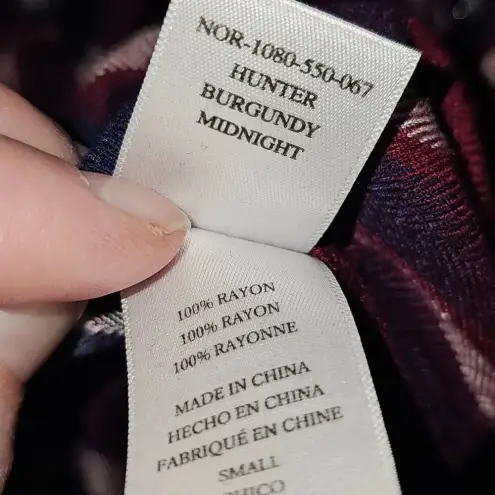 NOR-1080-550-067
HUNTER
BURGUNDY
MIDNIGHT
100% RAYON
100% RAYON
100% RAYONNE
MADE IN CHINA
HECHO EN CHINA
FABRIQUÉ EN CHINE
SMALL